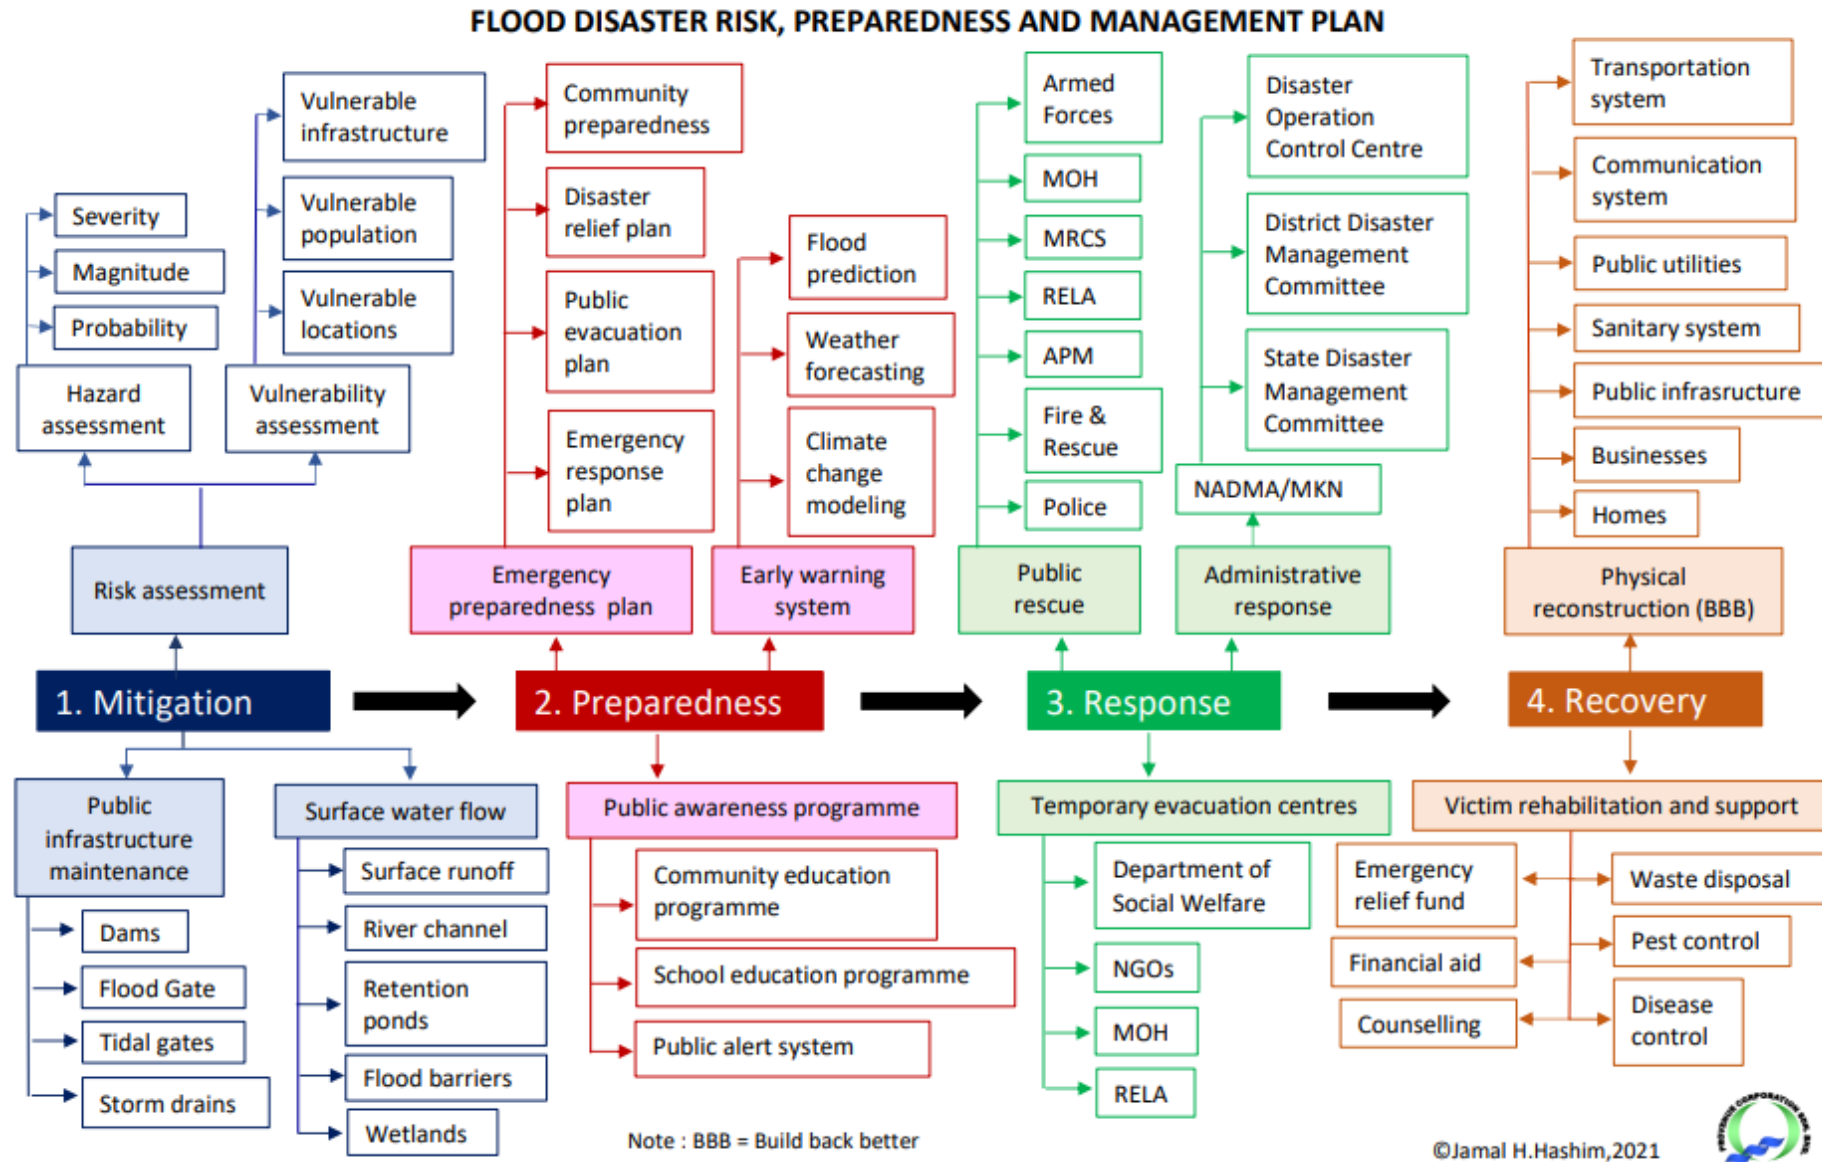 FLOOD DISASTER RISK, PREPAREDNESS AND MANAGEMENT PLAN
Severity
Magnitude
Probability
Hazard
assessment
Vulnerable
infrastructure
Vulnerable
population
Vulnerable
locations
Vulnerability
assessment
Risk assessment
1. Mitigation
Public
infrastructure
maintenance
Dams
Flood Gate
Tidal gates
Storm drains
Surface water flow
Surface runoff
River channel
Retention
ponds
Flood barriers
Wetlands
Community
preparedness
Disaster
relief plan
Public
evacuation
plan
Emergency
response
plan
Emergency
preparedness plan
Flood
prediction
Weather
forecasting
Climate
change
modeling
Early warning
system
2. Preparedness
Public awareness programme
Community education
programme
School education programme
Public alert system
Armed
Forces
MOH
MRCS
RELA
APM
Fire &
Rescue
Police
Public
rescue
Disaster
Operation
Control Centre
District Disaster
Management
Committee
State Disaster
Management
Committee
NADMA/MKN
Administrative
response
3. Response
Temporary evacuation centres
Department of
Social Welfare
NGOs
MOH
RELA
Transportation
system
Communication
system
Public utilities
Sanitary system
Public infrasructure
Businesses
Homes
Physical
reconstruction (BBB)
4. Recovery
Victim rehabilitation and support
Emergency
relief fund
Financial aid
Counselling
Waste disposal
Pest control
Disease
control
Note : BBB = Build back better
©Jamal H.Hashim,2021
CORPORATION SDN. BHD.